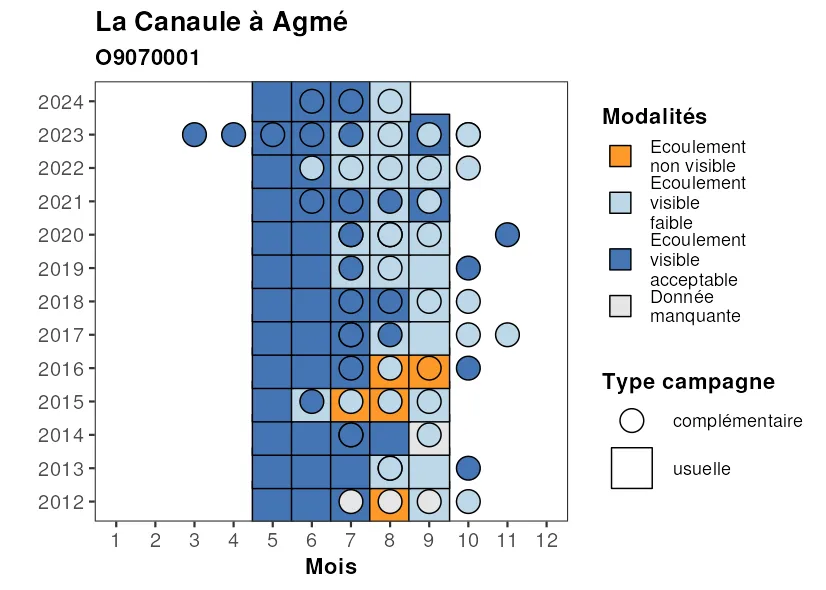 La Canaule à Agmé
O9070001
2024
2023
2022
2021
2020
2019
2018
2017
2016
2015
2014
2013
2012
1 2 3 4 5 6 7 8 9 10 11 12
Mois
Modalités
Ecoulement
non visible
Ecoulement
visible
faible
Ecoulement
visible
acceptable
Donnée
manquante
Type campagne
complémentaire
usuelle